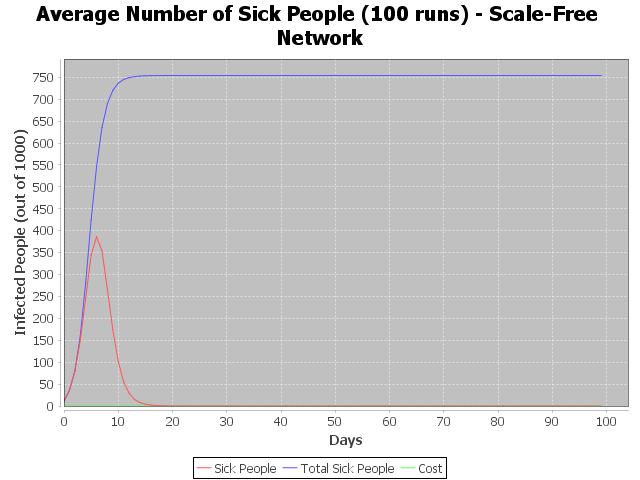 Average Number of Sick People (100 runs) - Scale-Free
Network
Infected People (out of 1000)
750
700
650
600
550
500
450
400
350
300
250
200
150
100
50
0
0 10 20 30 40 50 60 70 80 90 100
Days
Sick People Total Sick People Cost